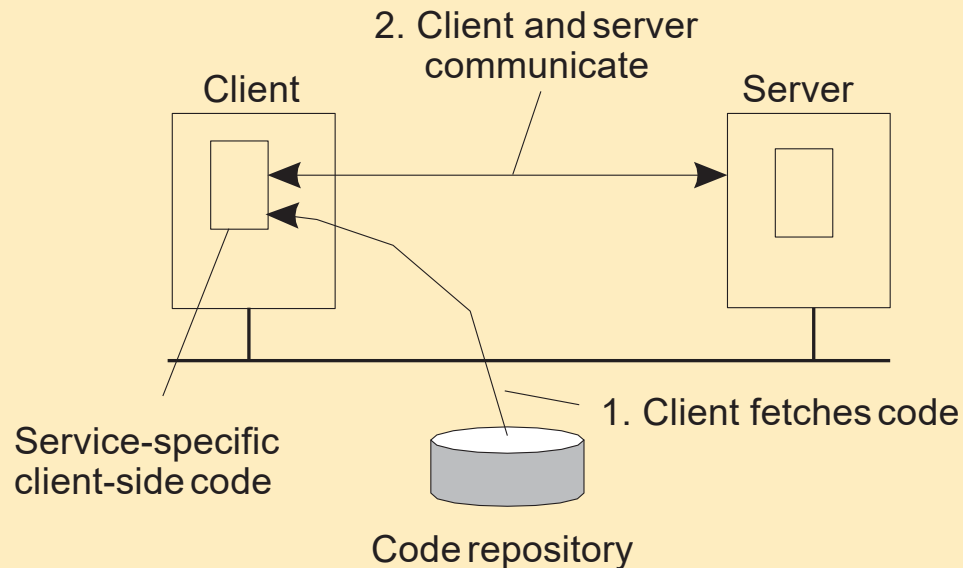 2. Client and server
communicate
Client
Server
1. Client fetches code
Service-specific
client-side code
Code repository